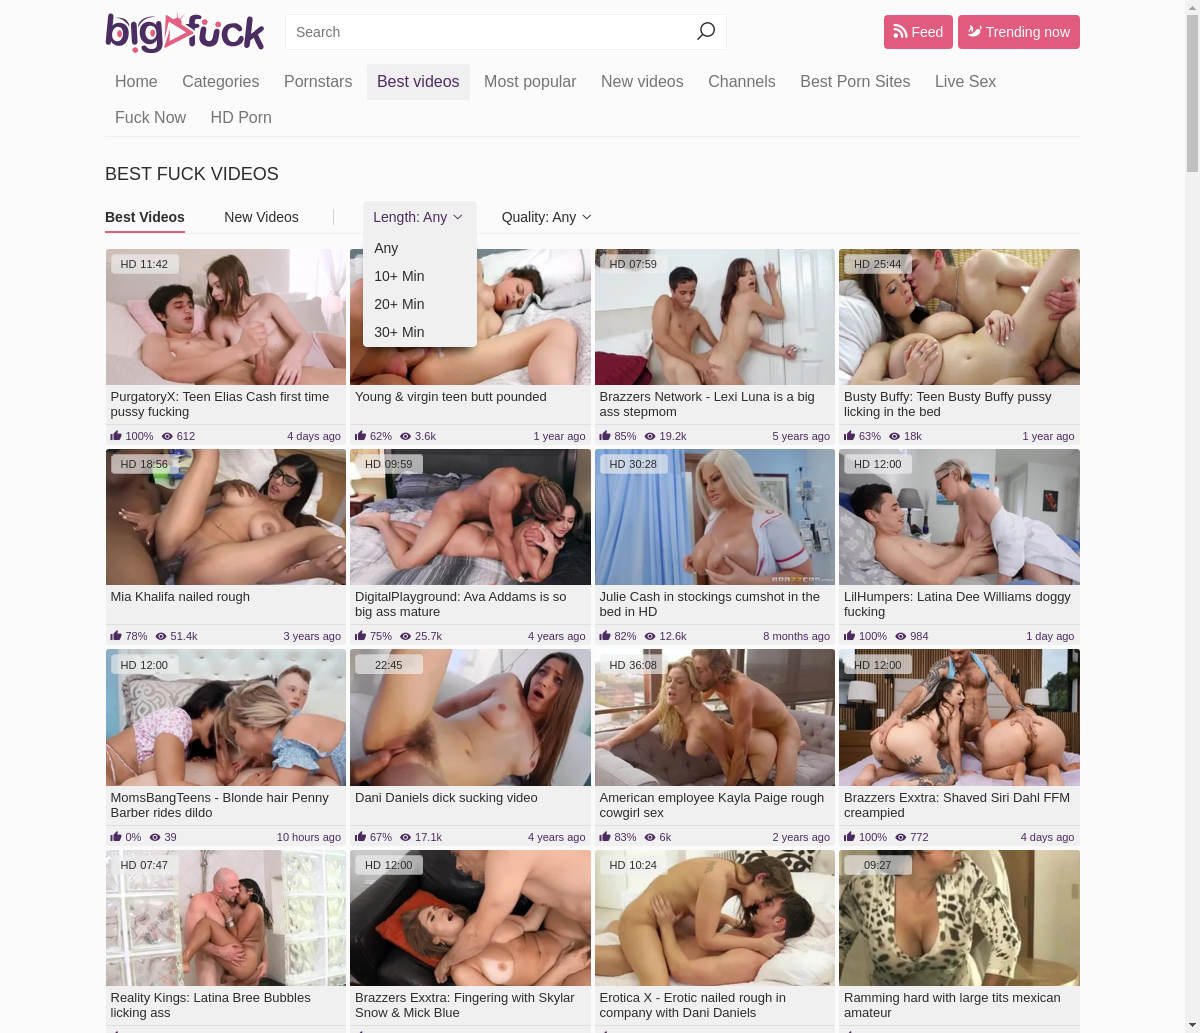 bigfuck
Search
Feed
Trending now
Home Categories Pornstars Best videos Most popular New videos Channels Best Porn Sites Live Sex
Fuck Now HD Porn
BEST FUCK VIDEOS
Best Videos New Videos Length: Any Quality: Any
Any
10+ Min
20+ Min
30+ Min
HD 11:42
PurgatoryX: Teen Elias Cash first time
pussy fucking
100% 612 4 days ago
Young & virgin teen butt pounded
62% 3.6k 1 year ago
HD 07:59
Brazzers Network - Lexi Luna is a big
ass stepmom
85% 19.2k 5 years ago
HD 25:44
Busty Buffy: Teen Busty Buffy pussy
licking in the bed
63% 18k 1 year ago
HD 18:56
Mia Khalifa nailed rough
78% 51.4k 3 years ago
HD 09:59
DigitalPlayground: Ava Addams is so
big ass mature
75% 25.7k 4 years ago
HD 30:28
BRAZZERS
Julie Cash in stockings cumshot in the
bed in HD
82% 12.6k 8 months ago
HD 12:00
LilHumpers: Latina Dee Williams doggy
fucking
100% 984 1 day ago
HD 12:00
MomsBangTeens - Blonde hair Penny
Barber rides dildo
0% 39 10 hours ago
22:45
Dani Daniels dick sucking video
67% 17.1k 4 years ago
HD 36:08
American employee Kayla Paige rough
cowgirl sex
83% 6k 2 years ago
HD 12:00
Brazzers Exxtra: Shaved Siri Dahl FFM
creampied
100% 772 4 days ago
HD 07:47
Reality Kings: Latina Bree Bubbles
licking ass
HD 12:00
Brazzers Exxtra: Fingering with Skylar
Snow & Mick Blue
HD 10:24
Erotica X - Erotic nailed rough in
company with Dani Daniels
09:27
Ramming hard with large tits mexican
amateur